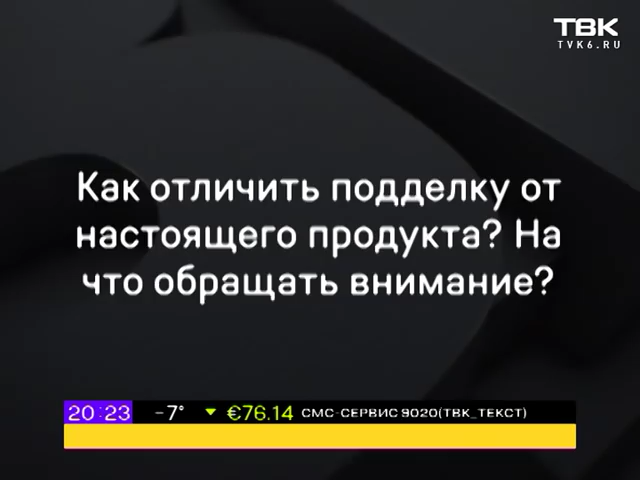 ТВК
TVK6.RU
Как отличить подделку от
настоящего продукта? На
что обращать внимание?
20:23 -7° ▼ €76.14 СМС-СЕРВИС 9020(ТВК_ТЕКСТ)